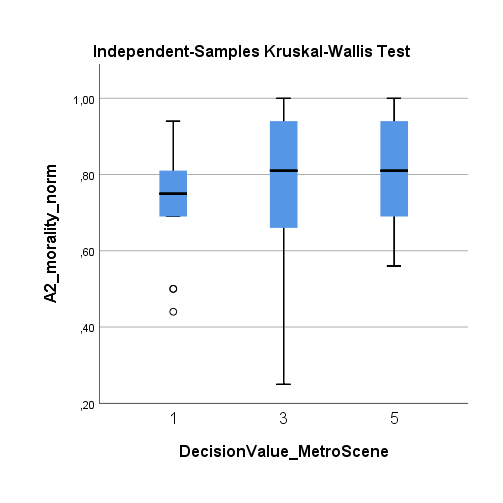 Independent-Samples Kruskal-Wallis Test
A2_morality_norm
1,00
,80
,60
,40
,20
1 3 5
DecisionValue_MetroScene